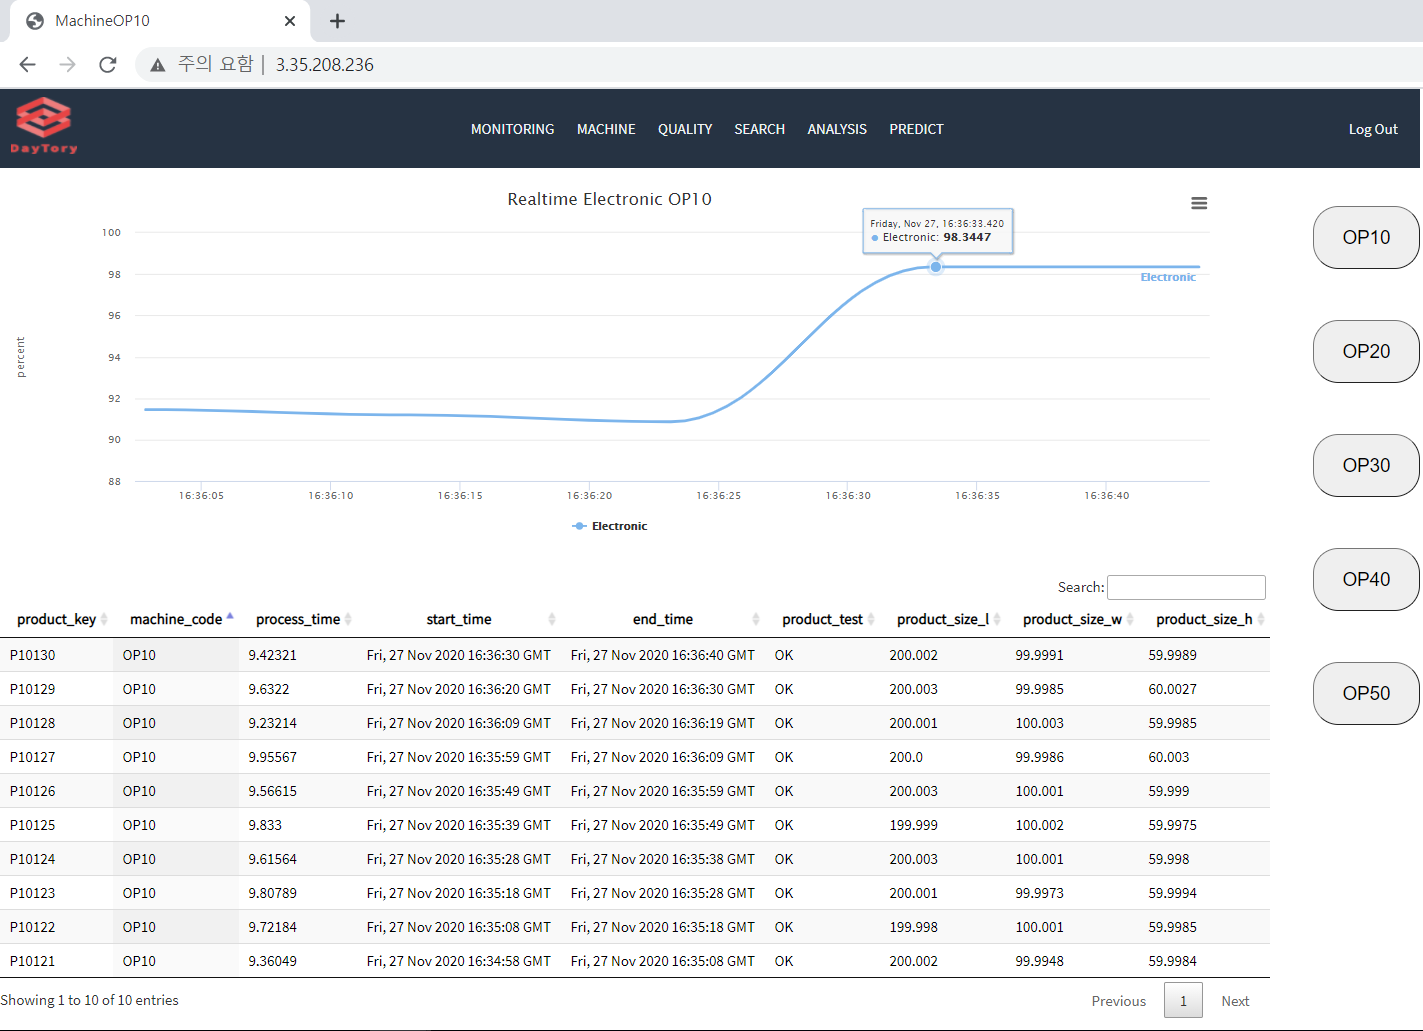 MachineOP10
주의 요함 | 3.35.208.236
DayTory
MONITORING MACHINE QUALITY SEARCH ANALYSIS PREDICT Log Out
Realtime Electronic OP10
Friday, Nov 27, 16:36:33.420
Electronic: 98.3447
100
98
96
94
92
90
88
percent
Electronic
16:36:05 16:36:10 16:36:15 16:36:20 16:36:25 16:36:30 16:36:35 16:36:40
Electronic
OP10
OP20
OP30
OP40
OP50
Search:
product_key machine_code process_time start_time end_time product_test product_size_l product_size_w product_size_h
P10130 OP10 9.42321 Fri, 27 Nov 2020 16:36:30 GMT Fri, 27 Nov 2020 16:36:40 GMT OK 200.002 99.9991 59.9989
P10129 OP10 9.6322 Fri, 27 Nov 2020 16:36:20 GMT Fri, 27 Nov 2020 16:36:30 GMT OK 200.003 99.9985 60.0027
P10128 OP10 9.23214 Fri, 27 Nov 2020 16:36:09 GMT Fri, 27 Nov 2020 16:36:19 GMT OK 200.001 100.003 59.9985
P10127 OP10 9.95567 Fri, 27 Nov 2020 16:35:59 GMT Fri, 27 Nov 2020 16:36:09 GMT OK 200.0 99.9986 60.003
P10126 OP10 9.56615 Fri, 27 Nov 2020 16:35:49 GMT Fri, 27 Nov 2020 16:35:59 GMT OK 200.003 100.001 59.999
P10125 OP10 9.833 Fri, 27 Nov 2020 16:35:39 GMT Fri, 27 Nov 2020 16:35:49 GMT OK 199.999 100.002 59.9975
P10124 OP10 9.61564 Fri, 27 Nov 2020 16:35:28 GMT Fri, 27 Nov 2020 16:35:38 GMT OK 200.003 100.001 59.998
P10123 OP10 9.80789 Fri, 27 Nov 2020 16:35:18 GMT Fri, 27 Nov 2020 16:35:28 GMT OK 200.001 99.9973 59.9994
P10122 OP10 9.72184 Fri, 27 Nov 2020 16:35:08 GMT Fri, 27 Nov 2020 16:35:18 GMT OK 199.998 100.001 59.9985
P10121 OP10 9.36049 Fri, 27 Nov 2020 16:34:58 GMT Fri, 27 Nov 2020 16:35:08 GMT OK 200.002 99.9948 59.9984
Showing 1 to 10 of 10 entries
Previous 1 Next